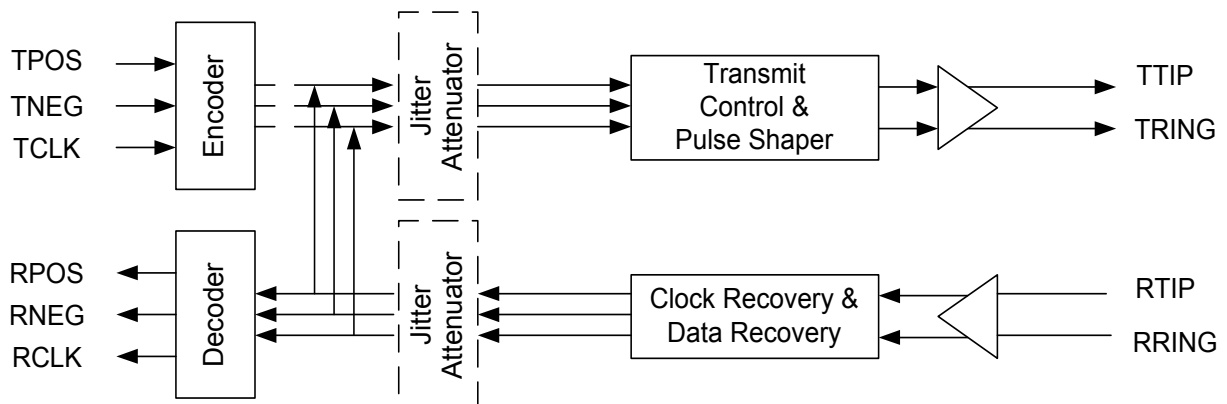 TPOS
TNEG
TCLK
Encoder
Jitter
Attenuator
Transmit
Control &
Pulse Shaper
TTIP
TRING
RPOS
RNEG
RCLK
Decoder
Jitter
Attenuator
Clock Recovery &
Data Recovery
RTIP
RRING